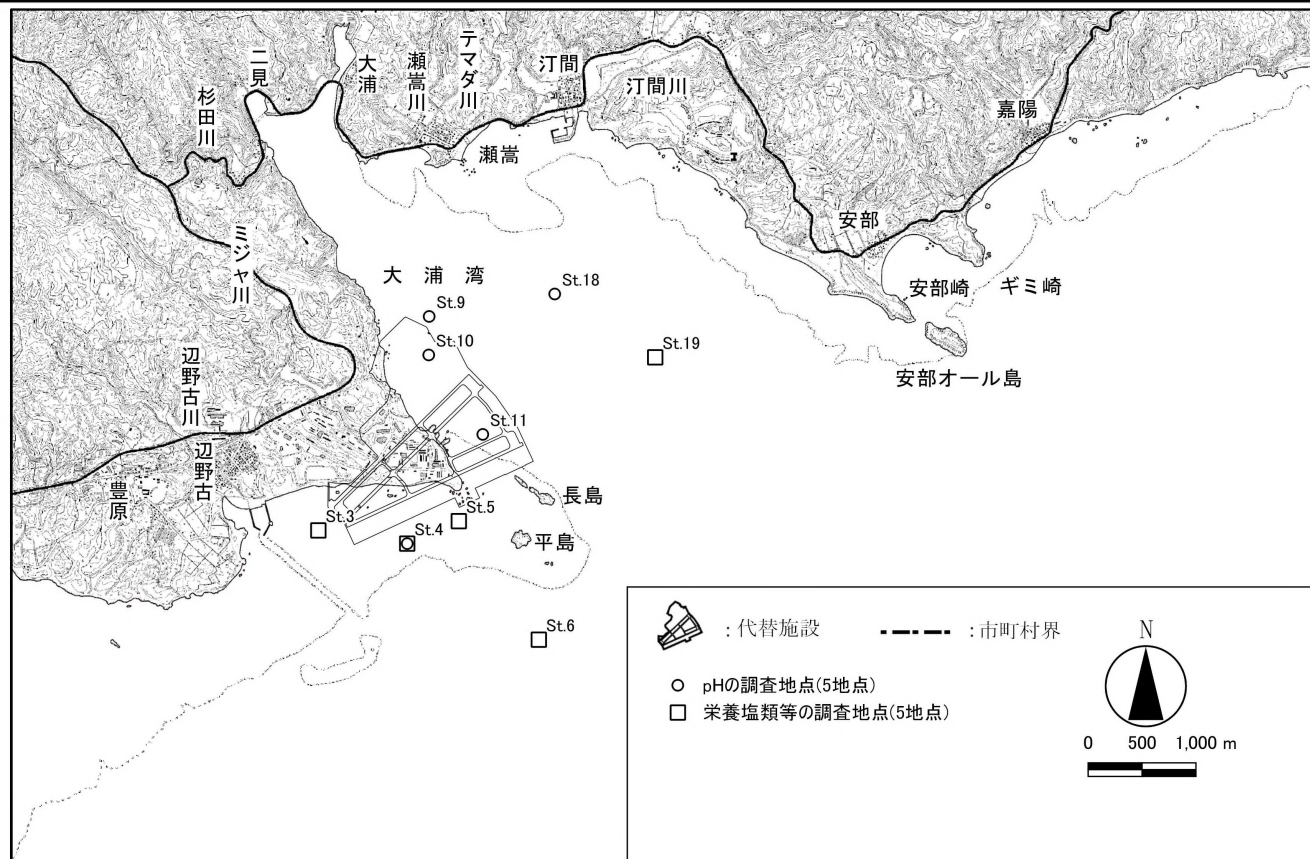 二見
大浦
瀬嵩川
テマダ川
汀間
汀間川
嘉陽
杉田川
瀬嵩
安部
ミジャ川
大浦湾
St.18
安部崎
ギミ崎
St.9
St.10
St.19
安部オール島
辺野古川
St.11
辺野古
豊原
長島
St.3
St.5
St.4
平島
St.6
:代替施設
:市町村界
N
pHの調査地点(5地点)
栄養塩類等の調査地点(5地点)
0 500 1,000 m